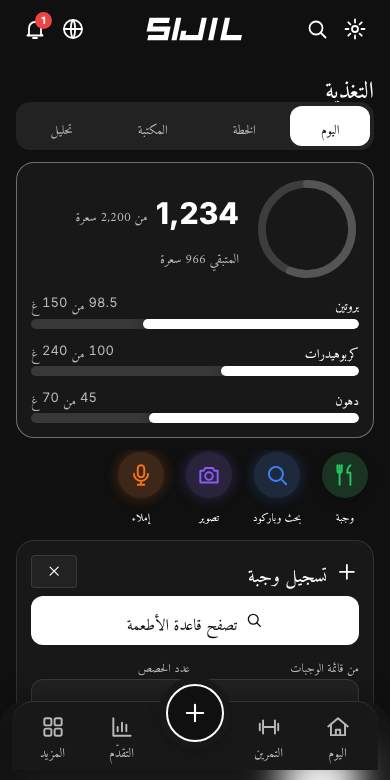 1
SIJIL
التغذية
اليوم
الخطة
المكتبة
تحليل
1,234 من 2,200 سعرة
المتبقي 966 سعرة
بروتين 98.5 من 150 غ
كربوهيدرات 100 من 240 غ
دهون 45 من 70 غ
وجبة
بحث وباركود
تصوير
إملاء
تسجيل وجبة
تصفح قاعدة الأطعمة
من قائمة الوجبات
عدد الحصص
اليوم
التمرين
التقدّم
المزيد